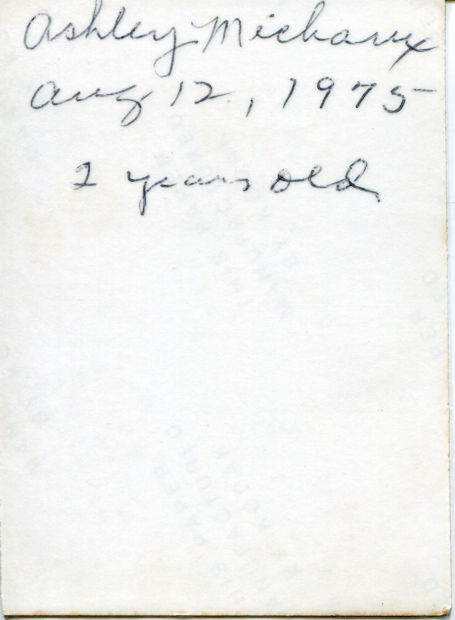 Ashley Michaux
Aug 12, 1975
2 years old